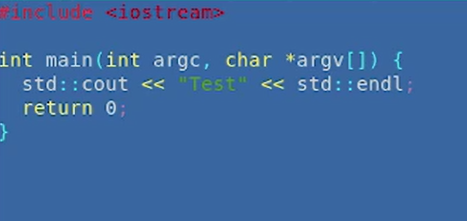 #include <iostream>
int main(int argc, char *argv[]) {
  std::cout << "Test" << std::endl;
  return 0;
}